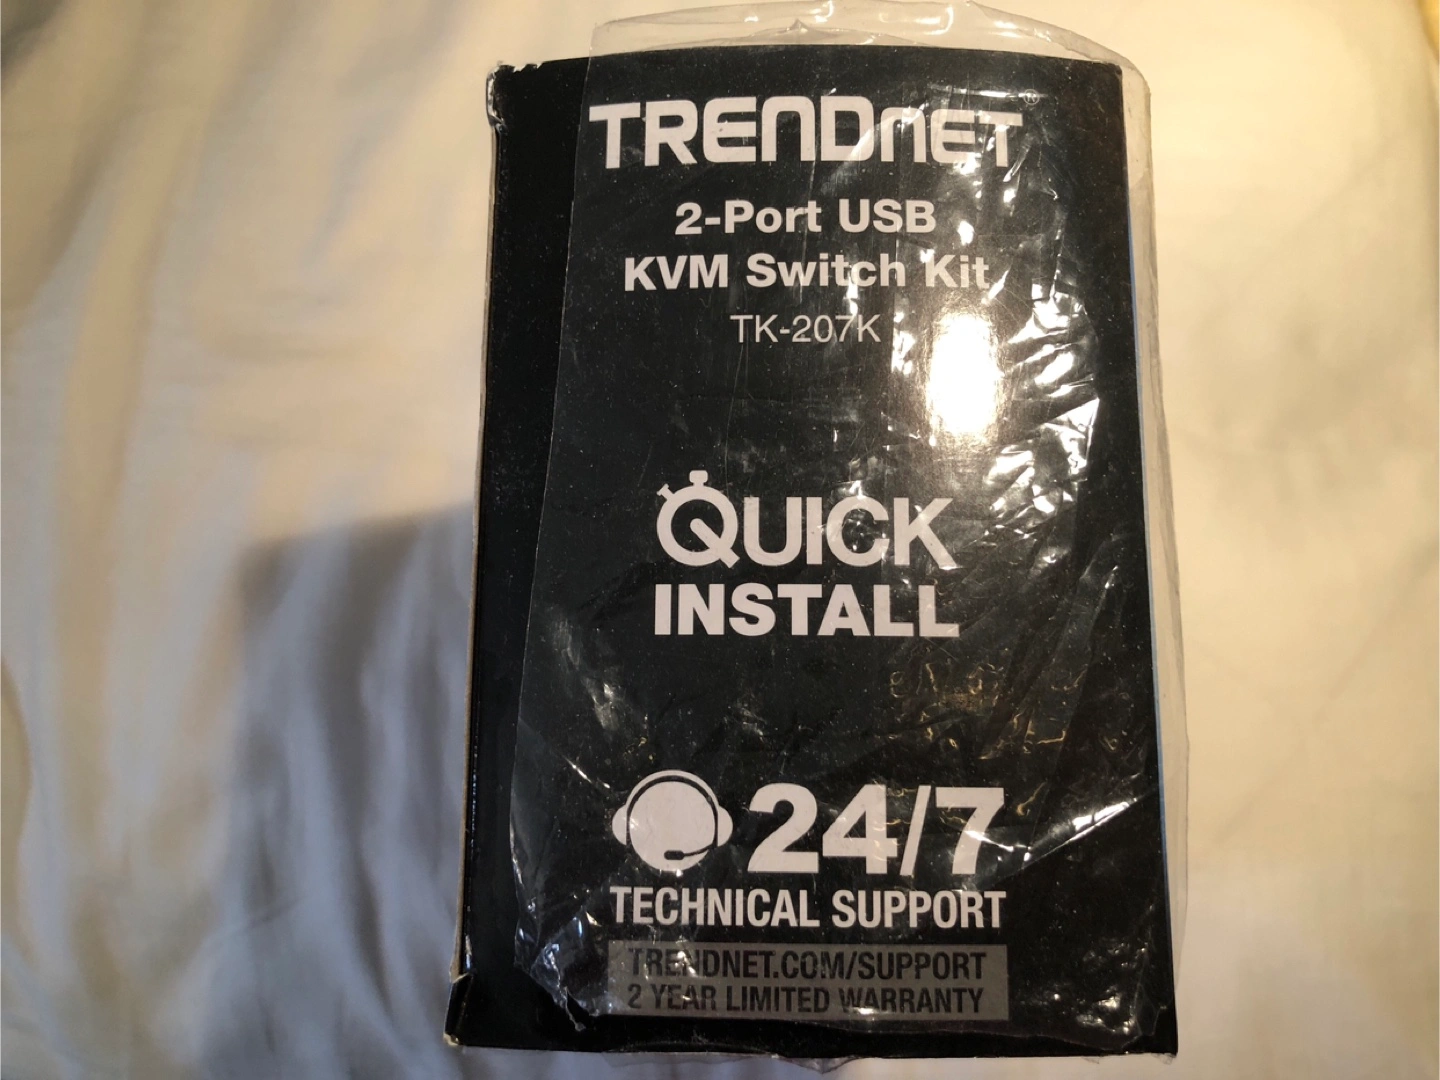 TRENDNET®
2-Port USB
KVM Switch Kit
TK-207K
QUICK
INSTALL
24/7
TECHNICAL SUPPORT
TRENDNET.COM/SUPPORT
2 YEAR LIMITED WARRANTY